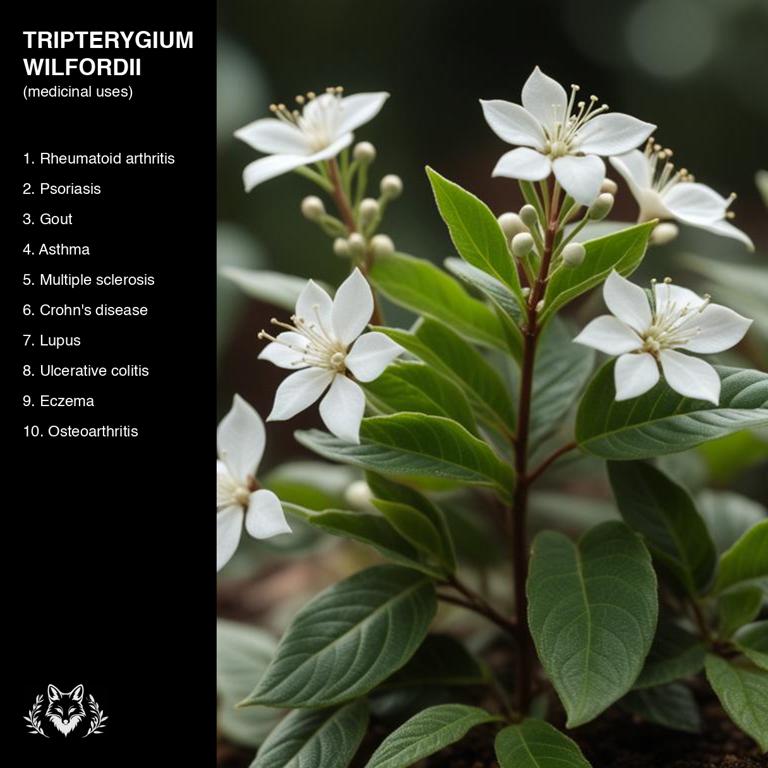 TRIPTERYGIUM
WILFORDII
(medicinal uses)
1. Rheumatoid arthritis
2. Psoriasis
3. Gout
4. Asthma
5. Multiple sclerosis
6. Crohn's disease
7. Lupus
8. Ulcerative colitis
9. Eczema
10. Osteoarthritis